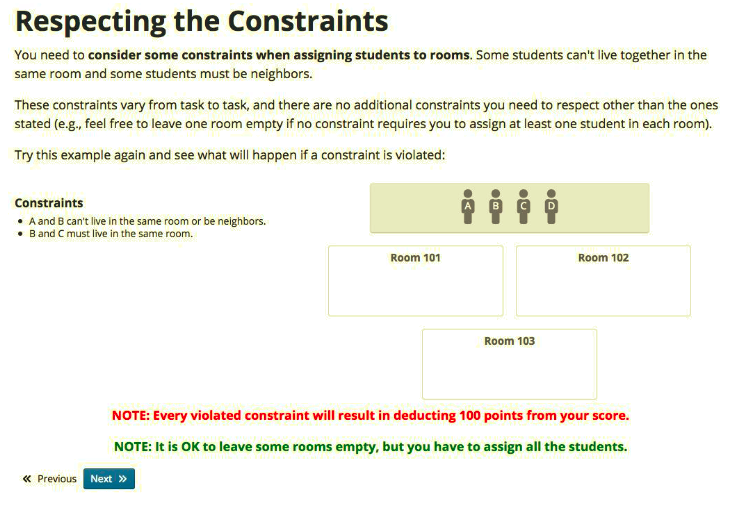 Respecting the Constraints
You need to consider some constraints when assigning students to rooms. Some students can't live together in the
same room and some students must be neighbors.
These constraints vary from task to task, and there are no additional constraints you need to respect other than the ones
stated (e.g., feel free to leave one room empty if no constraint requires you to assign at least one student in each room).
Try this example again and see what will happen if a constraint is violated:
Constraints
• A and B can't live in the same room or be neighbors.
• B and C must live in the same room.
A B C D
Room 101
Room 102
Room 103
NOTE: Every violated constraint will result in deducting 100 points from your score.
NOTE: It is OK to leave some rooms empty, but you have to assign all the students.
« Previous Next »